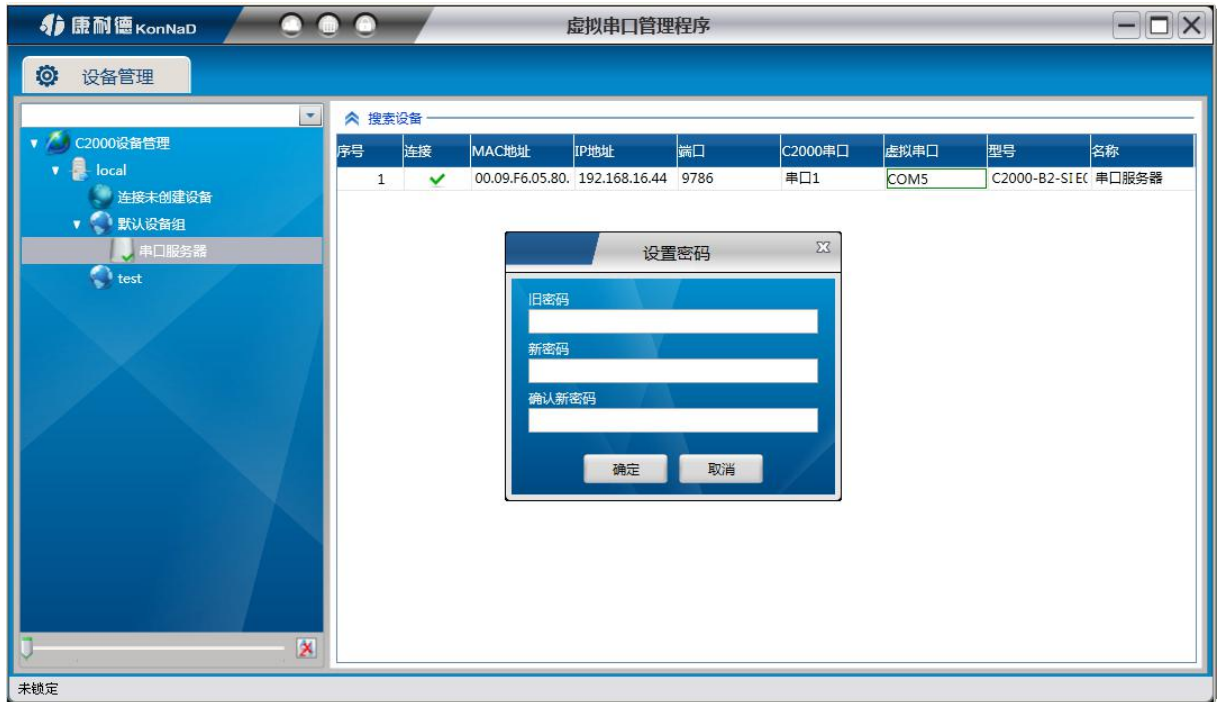 康耐德 KonNaD
虚拟串口管理程序
设备管理
C2000设备管理
local
连接未创建设备
默认设备组
串口服务器
test
搜索设备
序号 连接 MAC地址 IP地址 端口 C2000串口 虚拟串口 型号 名称
1 00.09.F6.05.80. 192.168.16.44 9786 串口1 COM5 C2000-B2-SIE( 串口服务器
设置密码
旧密码
新密码
确认新密码
确定 取消
未锁定